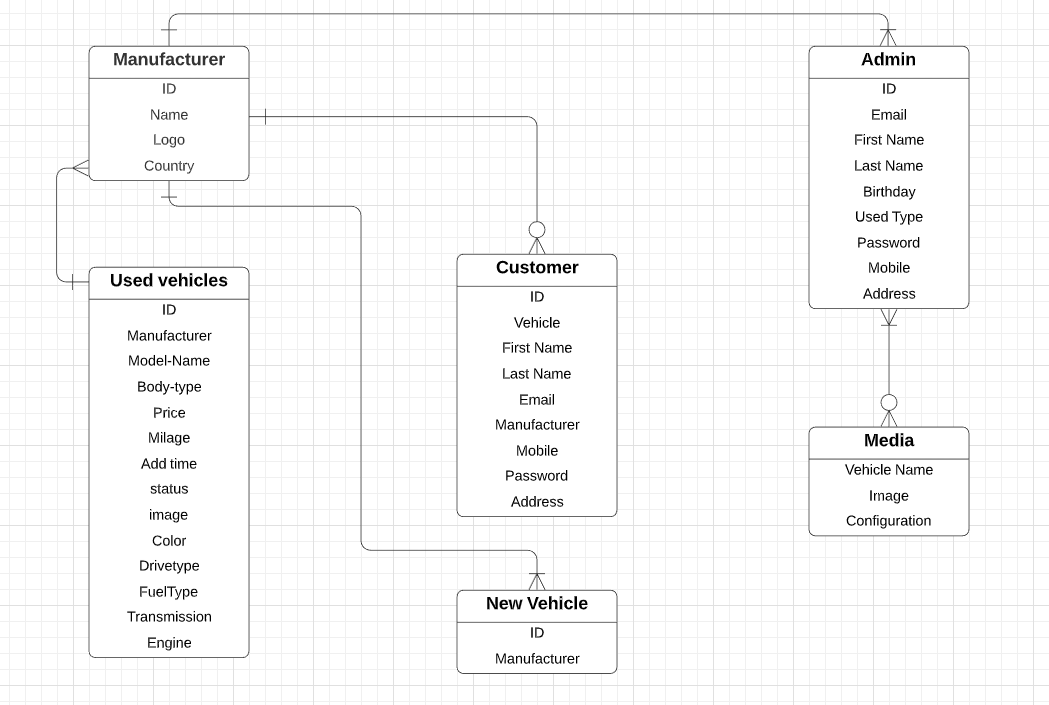 Manufacturer
ID
Name
Logo
Country
Admin
ID
Email
First Name
Last Name
Birthday
Used Type
Password
Mobile
Address
Used vehicles
ID
Manufacturer
Model-Name
Body-type
Price
Milage
Add time
status
image
Color
Drivetype
FuelType
Transmission
Engine
Customer
ID
Vehicle
First Name
Last Name
Email
Manufacturer
Mobile
Password
Address
Media
Vehicle Name
Image
Configuration
New Vehicle
ID
Manufacturer